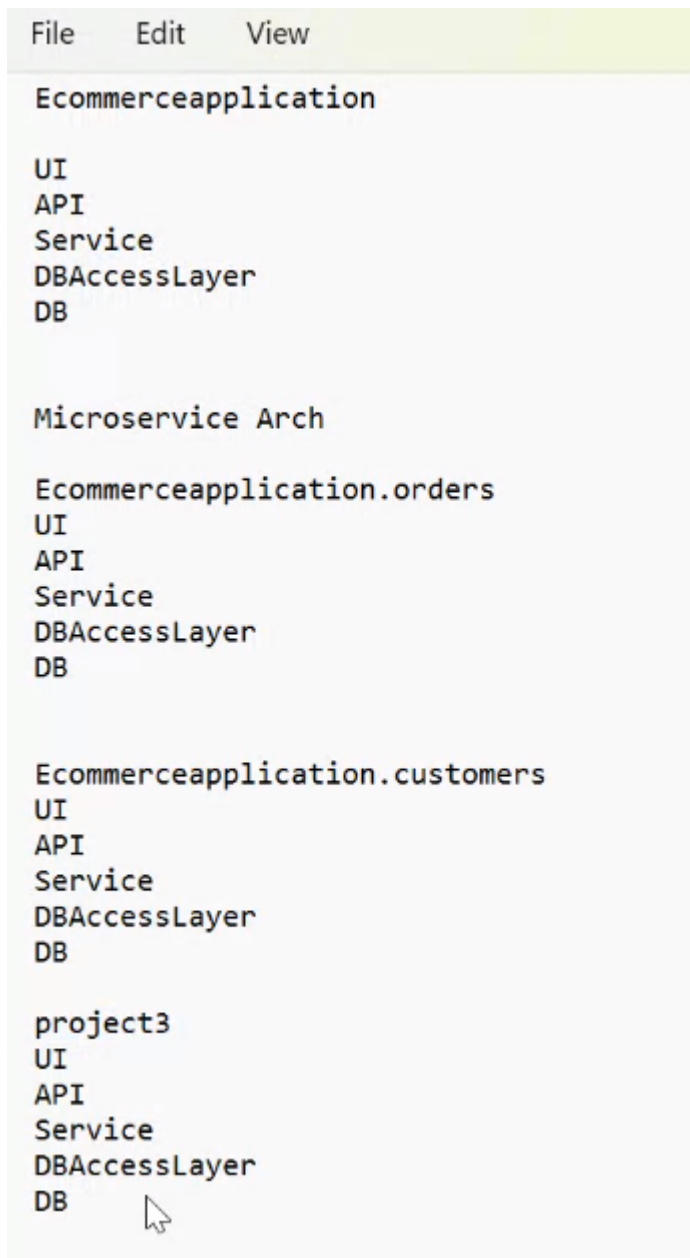 File Edit View
Ecommerceapplication
UI
API
Service
DBAccessLayer
DB
Microservice Arch
Ecommerceapplication.orders
UI
API
Service
DBAccessLayer
DB
Ecommerceapplication.customers
UI
API
Service
DBAccessLayer
DB
project3
UI
API
Service
DBAccessLayer
DB